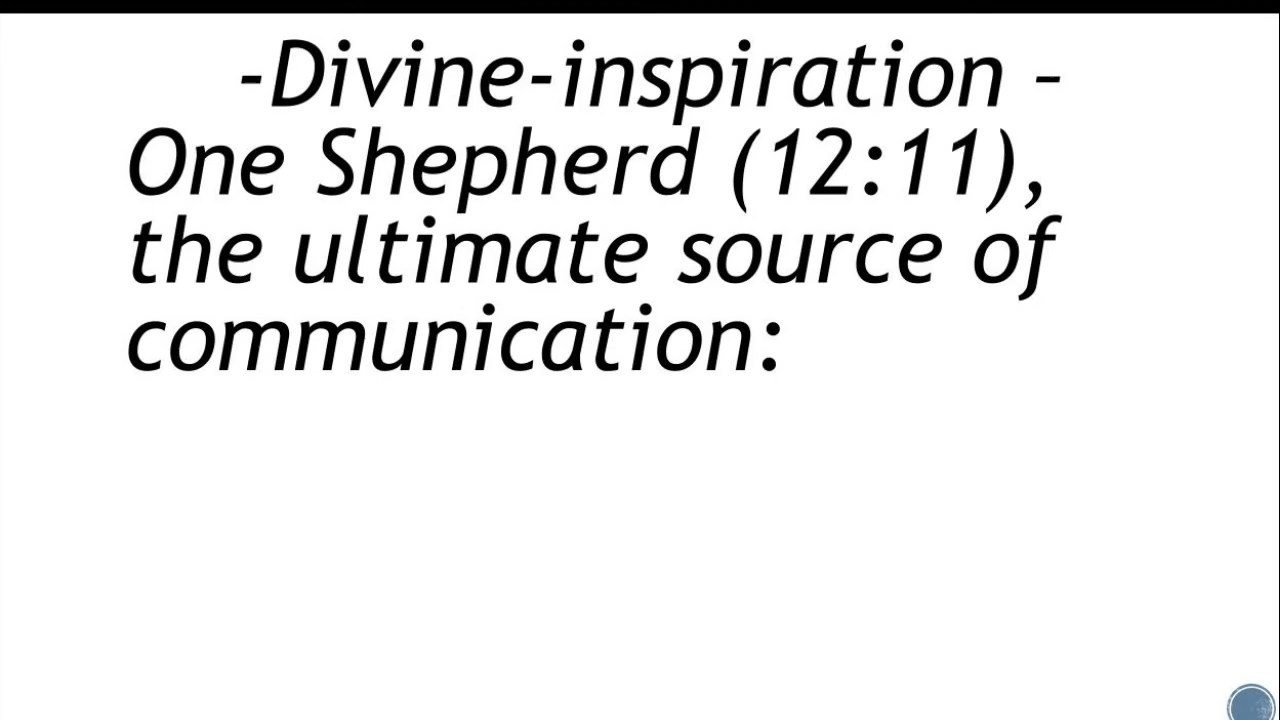 -Divine-inspiration –
One Shepherd (12:11),
the ultimate source of
communication: